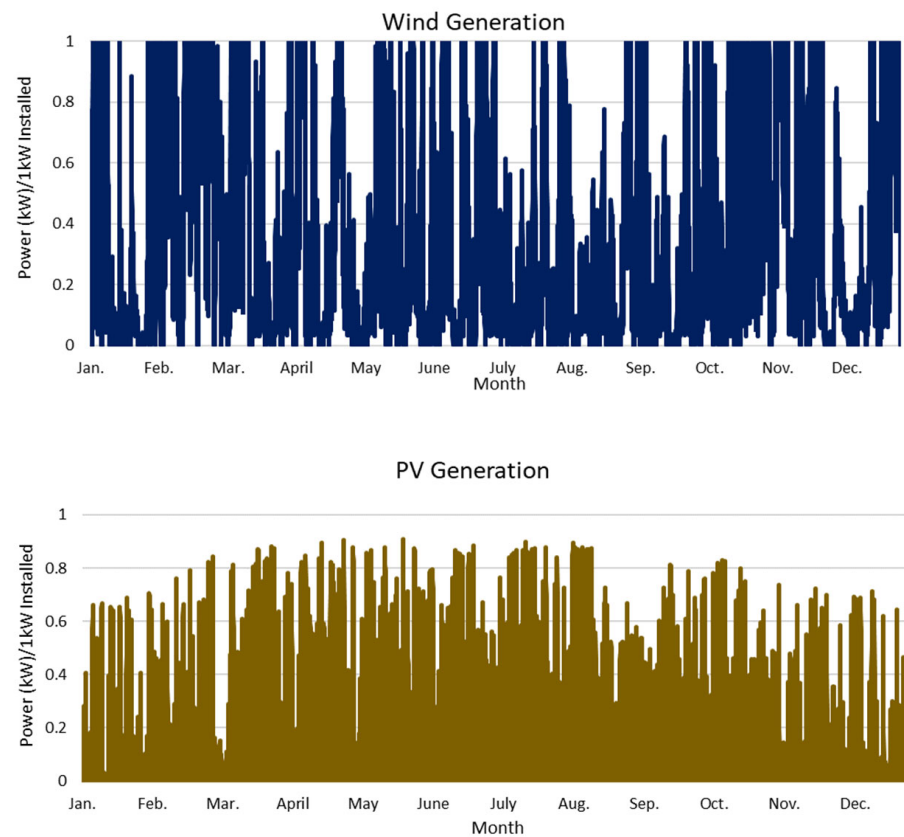 Wind Generation
Power (kW)/1kW Installed
1
0.8
0.6
0.4
0.2
0
Jan. Feb. Mar. April May June July Aug. Sep. Oct. Nov. Dec.
Month
PV Generation
Power (kW)/1kW Installed
1
0.8
0.6
0.4
0.2
0
Jan. Feb. Mar. April May June July Aug. Sep. Oct. Nov. Dec.
Month